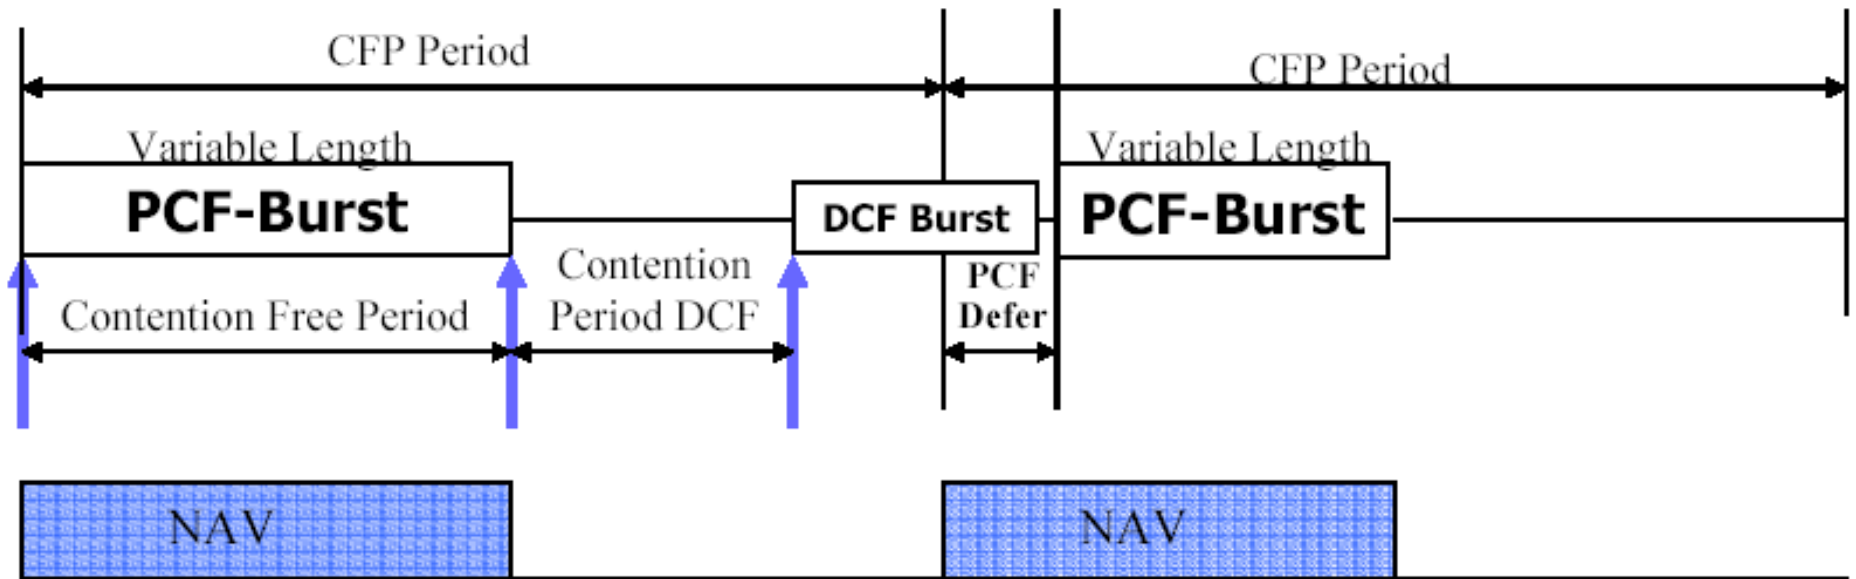 CFP Period
CFP Period
Variable Length
Variable Length
PCF-Burst
DCF Burst
PCF-Burst
Contention Free Period
Contention
Period DCF
PCF
Defer
NAV
NAV